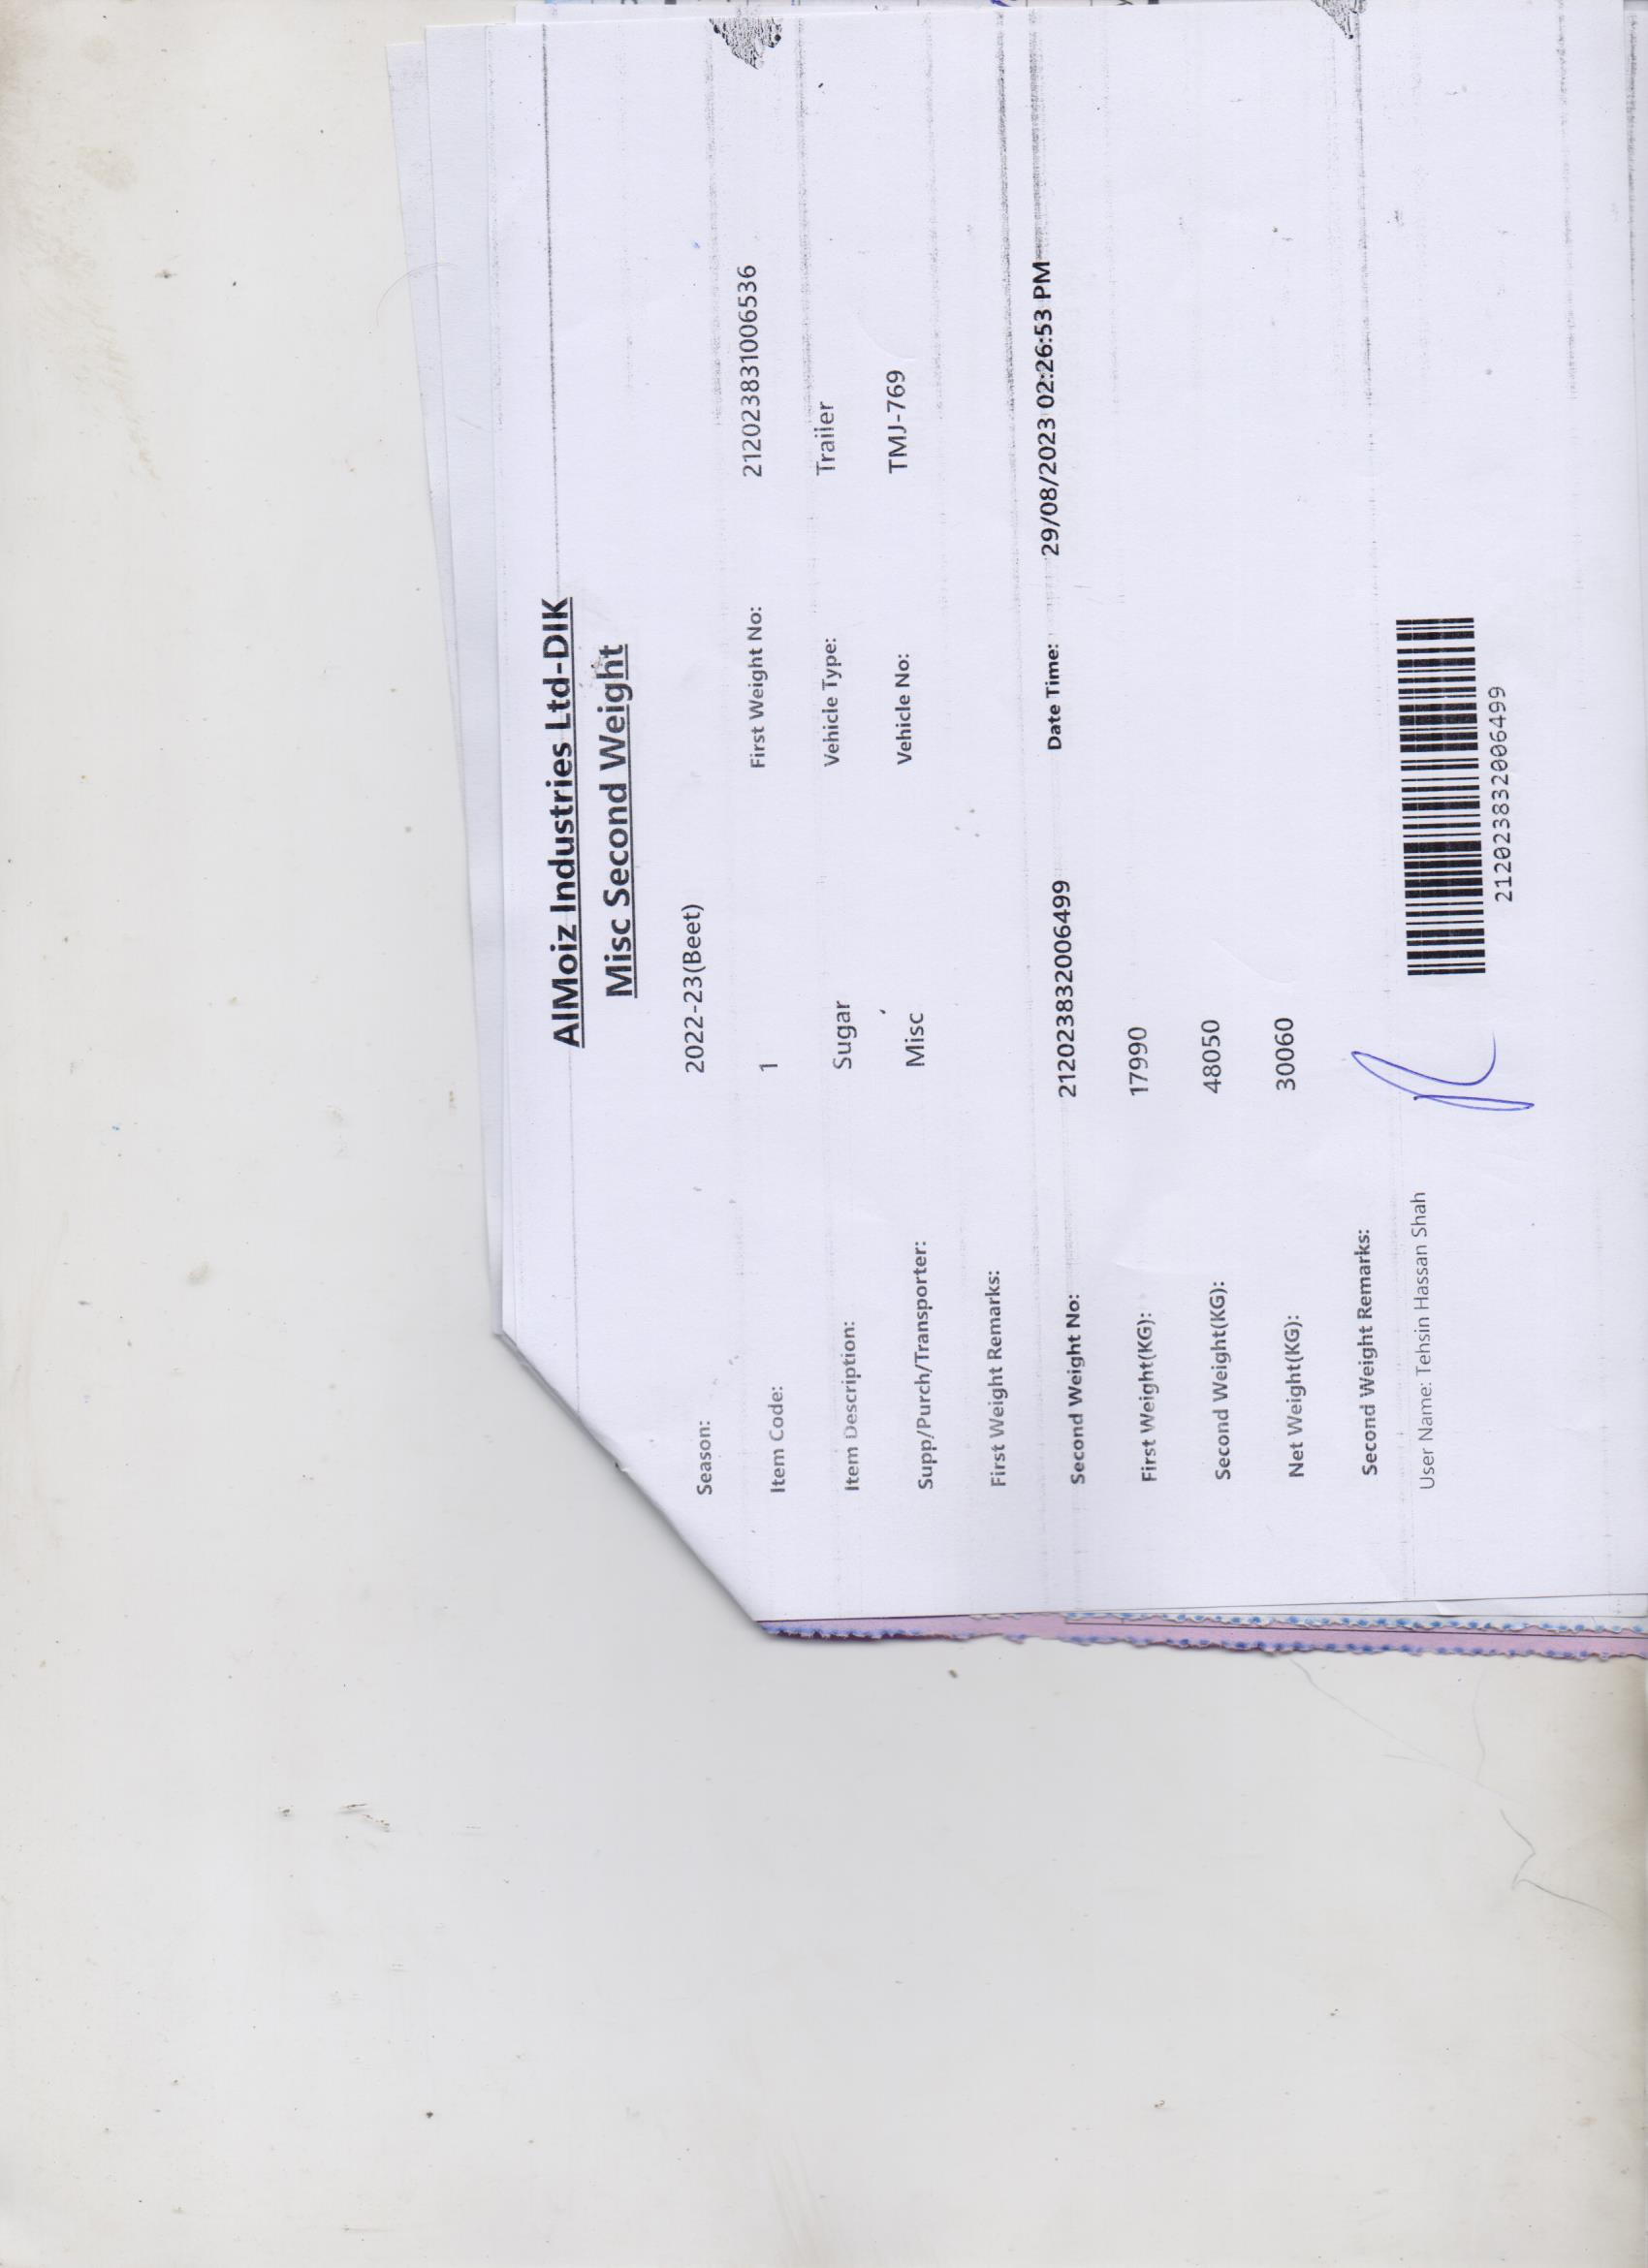 AlMoiz Industries Ltd-DIK
Misc Second Weight
Season: 2022-23(Beet)
Item Code: 1 First Weight No: 212023831006536
Item Description: Sugar Vehicle Type: Trailer
Supp/Purch/Transporter: Misc Vehicle No: TMJ-769
First Weight Remarks:
Second Weight No: 212023832006499 Date Time: 29/08/2023 02:26:53 PM
First Weight(KG): 17990
Second Weight(KG): 48050
Net Weight(KG): 30060
Second Weight Remarks:
User Name: Tehsin Hassan Shah
212023832006499